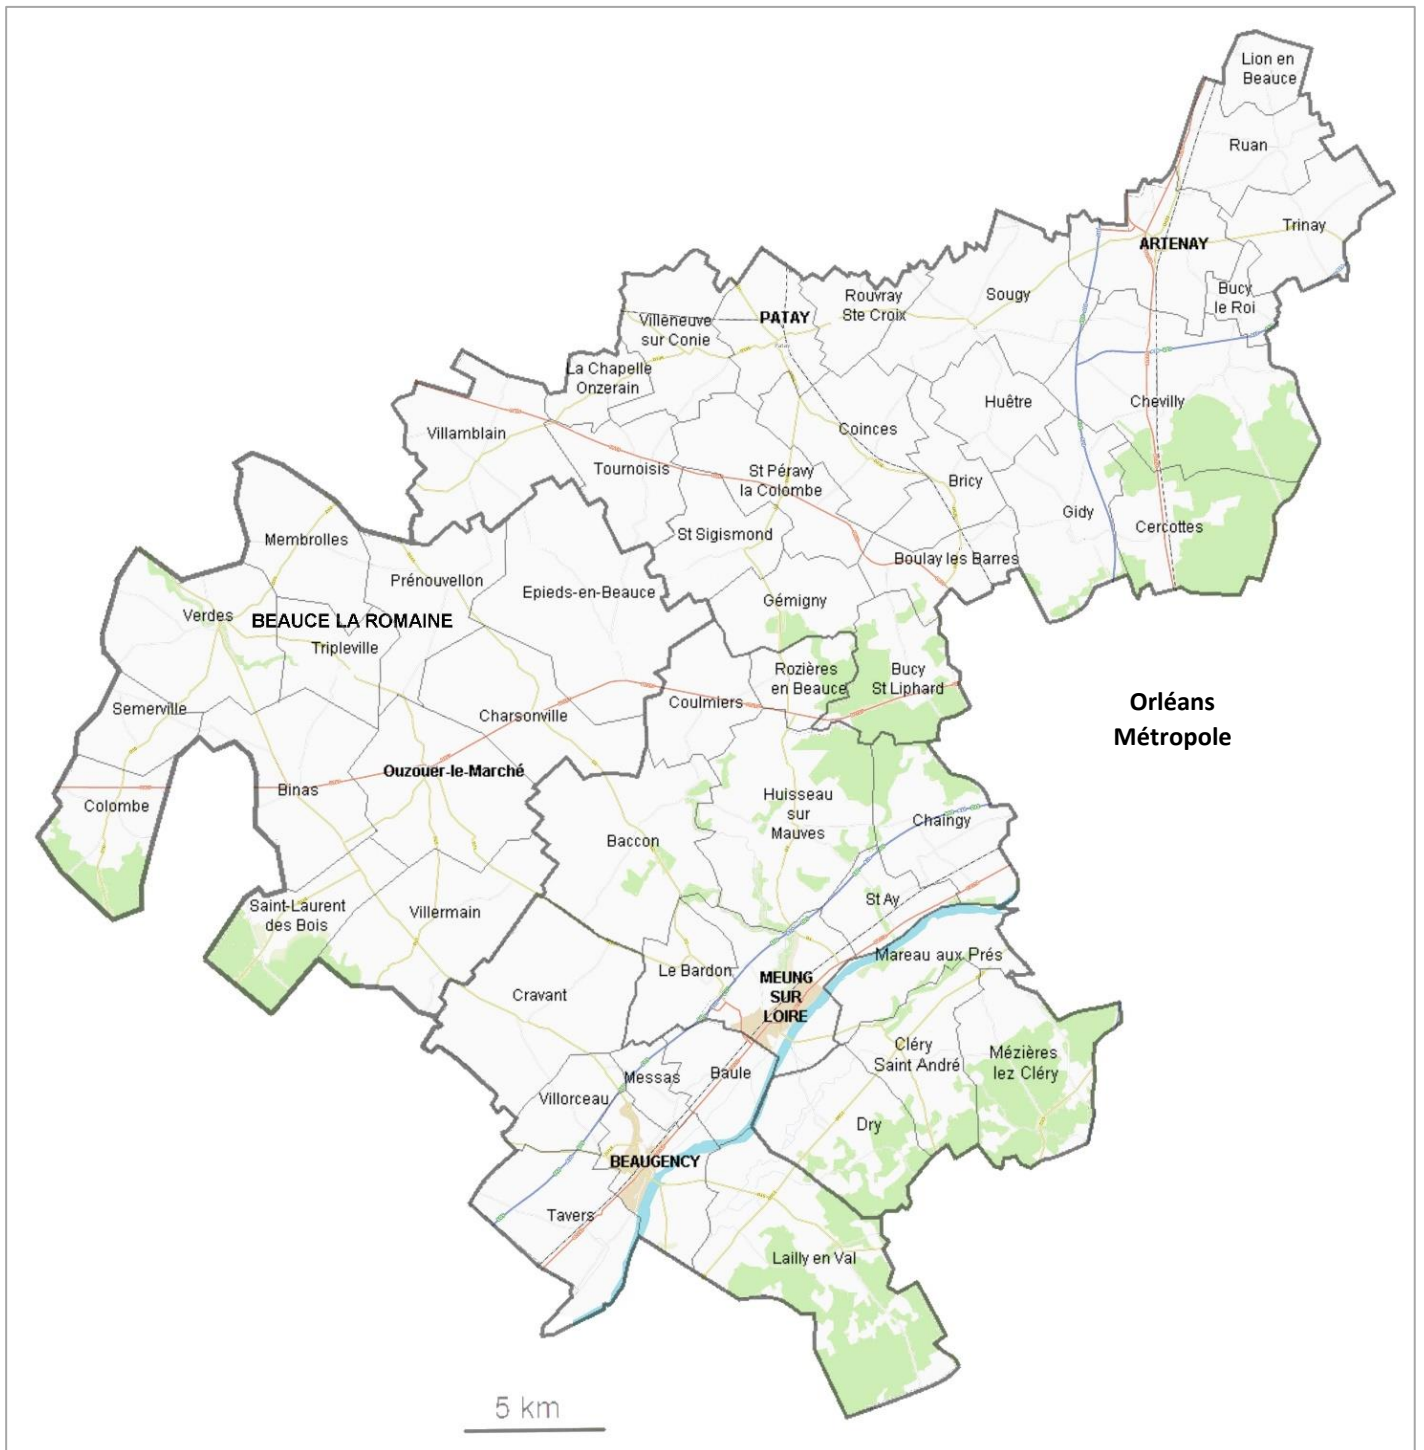 Lion en
Beauce
Ruan
Trinay
ARTENAY
Bucy
le Roi
Sougy
Rouvray
Ste Croix
PATAY
Villeneuve
sur Conie
La Chapelle
Onzerain
Huêtre
Chevilly
Villamblain
Coinces
Tournoisis
St Péravy
la Colombe
Bricy
Gidy
Cercottes
St Sigismond
Boulay les Barres
Membrolles
Prénouvellon
Epieds-en-Beauce
Gémigny
Verdes
BEAUCE LA ROMAINE
Tripleville
Rozières
en Beauce
Bucy
St Liphard
Coulmiers
Orléans
Métropole
Semerville
Charsonville
Ouzouer-le-Marché
Binas
Colombe
Huisseau
sur
Mauves
Chaingy
Baccon
St Ay
Saint-Laurent
des Bois
Villermain
Mareau aux Prés
Le Bardon
MEUNG
SUR
LOIRE
Cravant
Cléry
Saint André
Mézières
lez Cléry
Messas
Baule
Villorceau
Dry
BEAUGENCY
Tavers
Lailly en Val
5 km